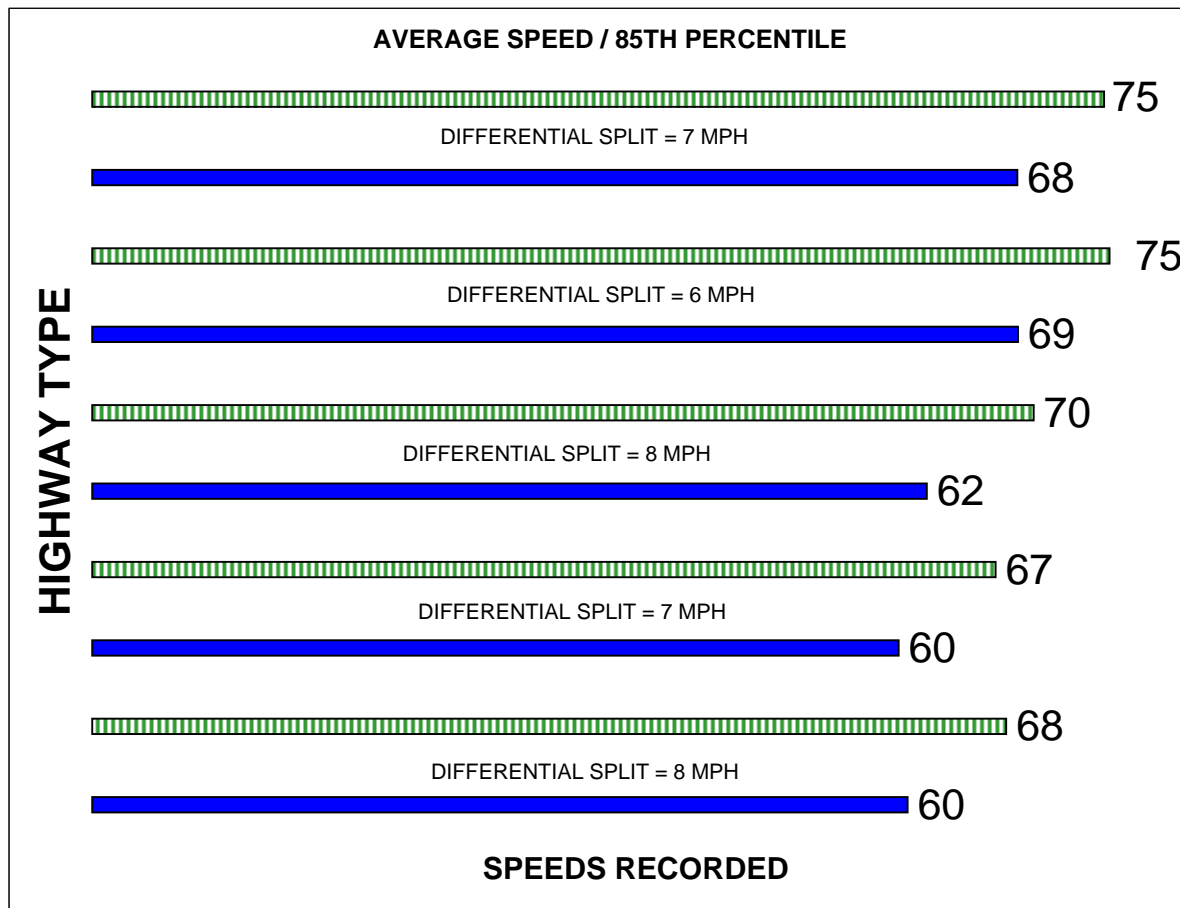 AVERAGE SPEED / 85TH PERCENTILE
75
DIFFERENTIAL SPLIT = 7 MPH
68
75
DIFFERENTIAL SPLIT = 6 MPH
69
70
DIFFERENTIAL SPLIT = 8 MPH
62
67
DIFFERENTIAL SPLIT = 7 MPH
60
68
DIFFERENTIAL SPLIT = 8 MPH
60
HIGHWAY TYPE
SPEEDS RECORDED